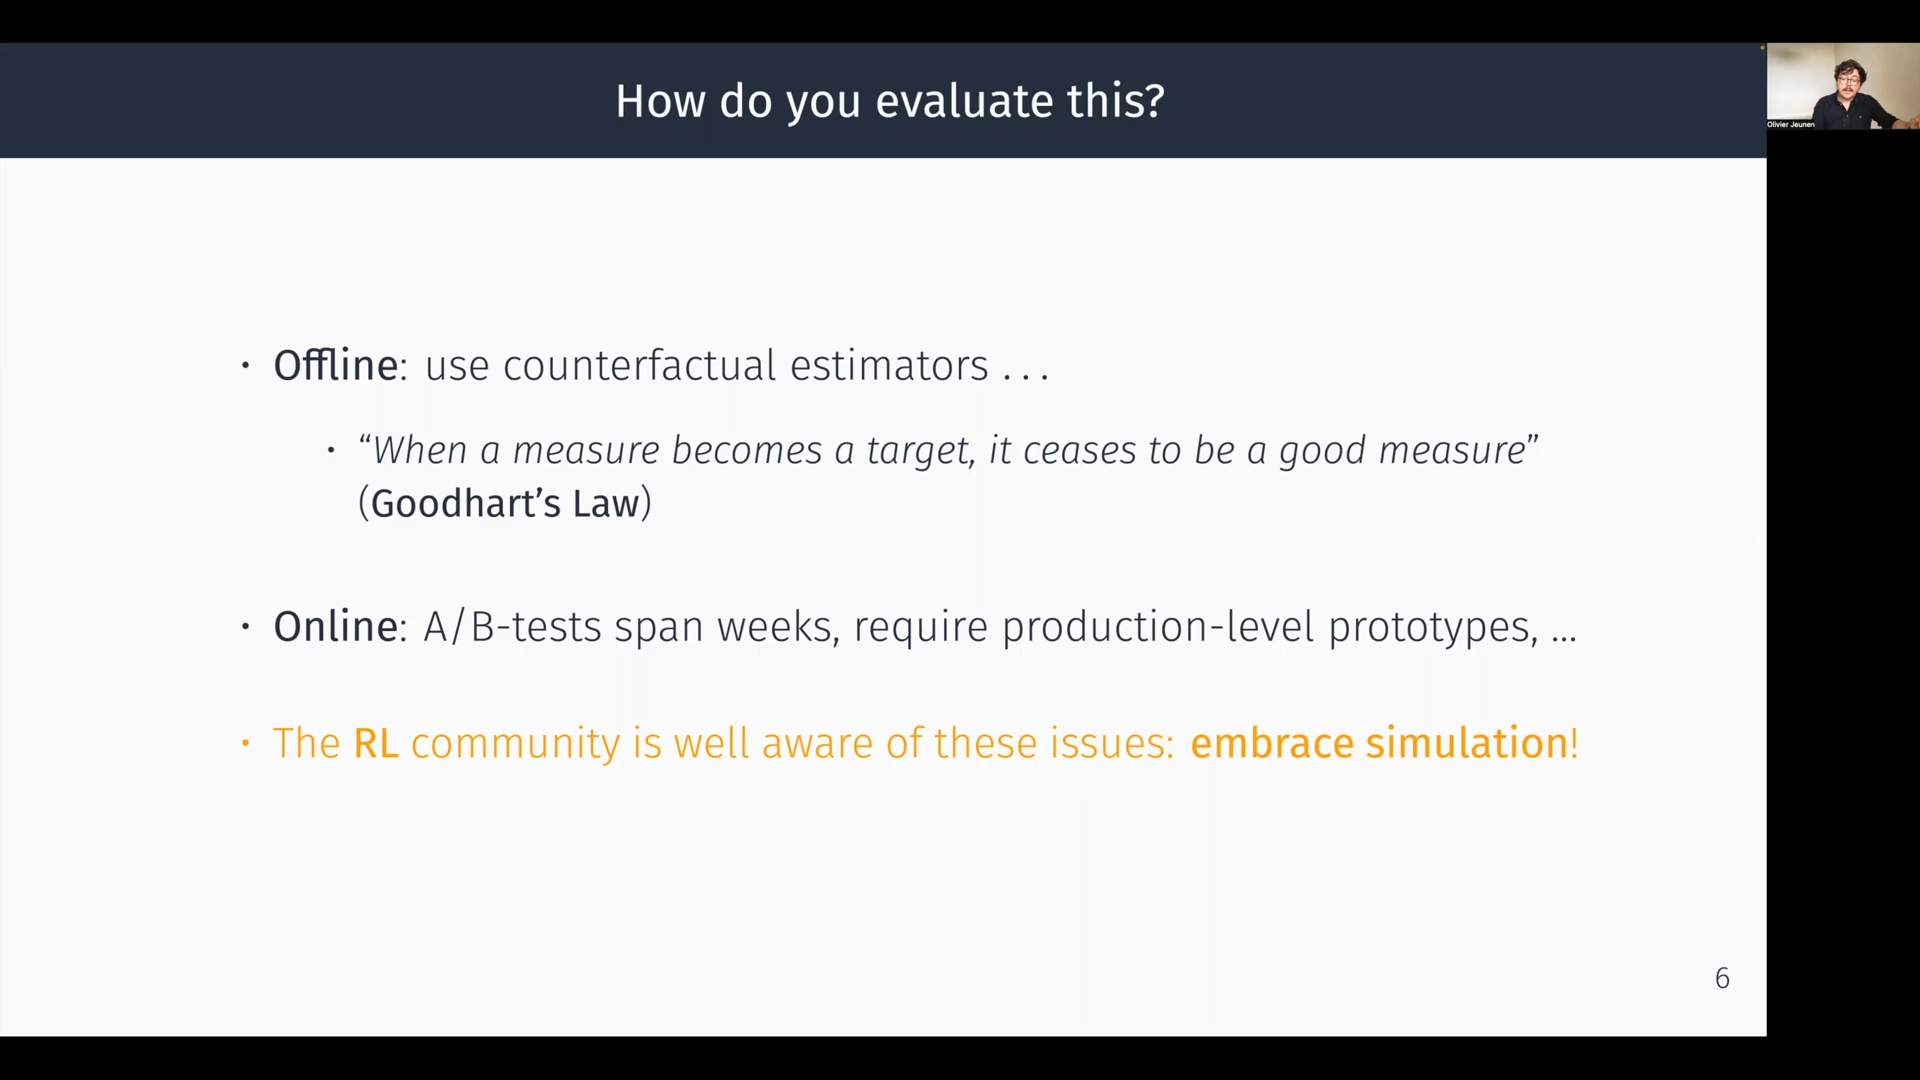 How do you evaluate this?
Olivier Jeunen
• Offline: use counterfactual estimators . . .
• “When a measure becomes a target, it ceases to be a good measure”
(Goodhart’s Law)
• Online: A/B-tests span weeks, require production-level prototypes, ...
• The RL community is well aware of these issues: embrace simulation!
6